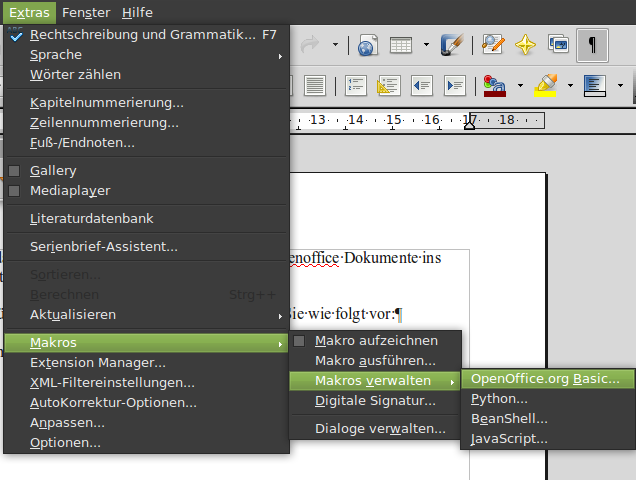 Extras Fenster Hilfe
Rechtschreibung und Grammatik... F7
Sprache
Wörter zählen
Kapitelnummerierung...
Zeilennummerierung...
Fuß-/Endnoten...
Gallery
Mediaplayer
Literaturdatenbank
Serienbrief-Assistent...
Sortieren...
Berechnen Strg++
Aktualisieren
Makros
Extension Manager...
XML-Filtereinstellungen...
AutoKorrektur-Optionen...
Anpassen...
Optionen...
13 14 15 16 17 18
enoffice Dokumente ins
Sie wie folgt vor:¶
Makro aufzeichnen
Makro ausführen...
Makros verwalten
Digitale Signatur...
Dialoge verwalten...
OpenOffice.org Basic...
Python...
BeanShell...
JavaScript...